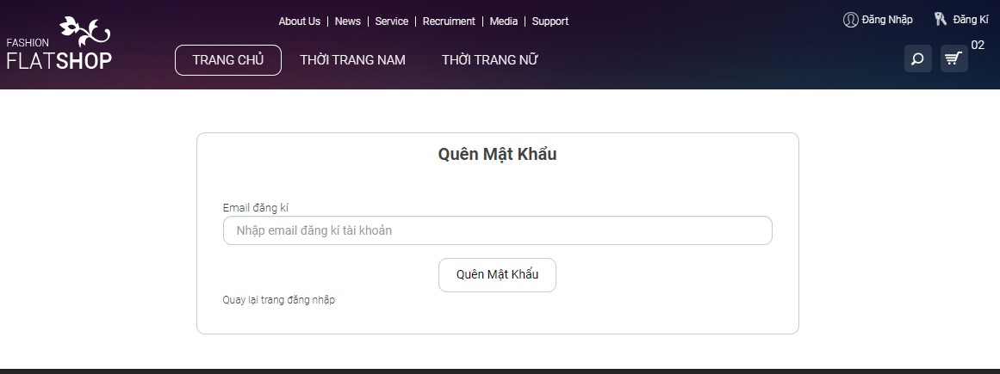 About Us | News | Service | Recruiment | Media | Support
Đăng Nhập
Đăng Kí
FASHION
FLATSHOP
TRANG CHỦ
THỜI TRANG NAM
THỜI TRANG NỮ
02
Quên Mật Khẩu
Email đăng kí
Nhập email đăng kí tài khoản
Quên Mật Khẩu
Quay lại trang đăng nhập